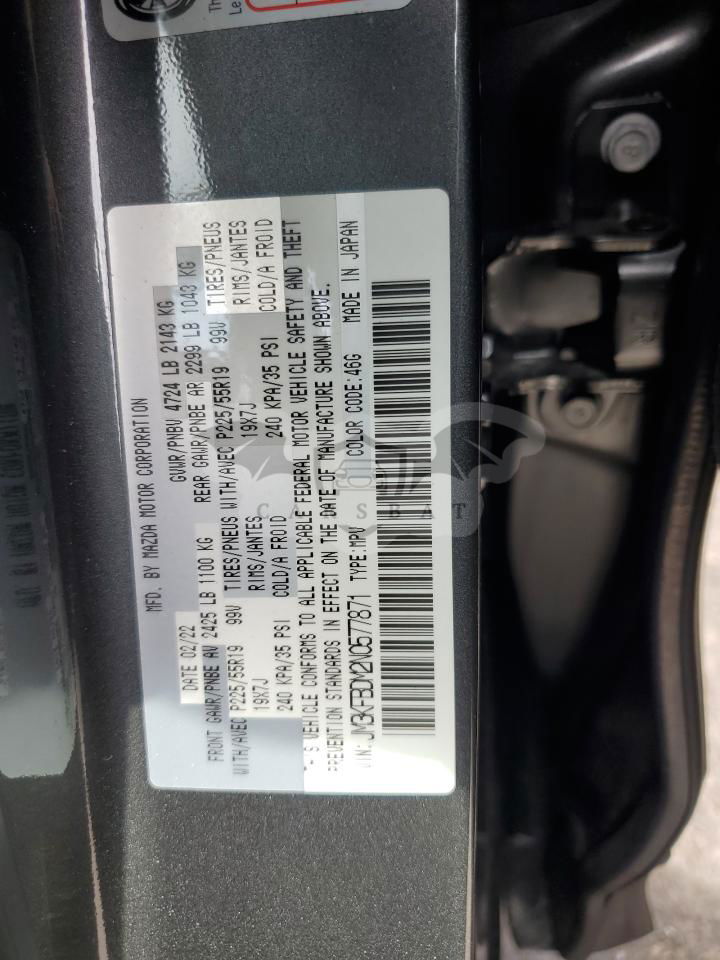 Th
Le
MFD. BY MAZDA MOTOR CORPORATION
DATE 02/22 GVWR/PNBV 4724 LB 2143 KG
FRONT GAWR/PNBE AV 2425 LB 1100 KG REAR GAWR/PNBE AR 2299 LB 1043 KG
WITH/AVEC P225/55R19 99V TIRES/PNEUS WITH/AVEC P225/55R19 99V TIRES/PNEUS
19X7J RIMS/JANTES 19X7J RIMS/JANTES
240 KPA/35 PSI COLD/A FROID 240 KPA/35 PSI COLD/A FROID
VEHICLE CONFORMS TO ALL APPLICABLE FEDERAL MOTOR VEHICLE SAFETY AND THEFT
PREVENTION STANDARDS IN EFFECT ON THE DATE OF MANUFACTURE SHOWN ABOVE.
VIN: JM3KFBDM2N0577871 TYPE:MPV COLOR CODE:46G MADE IN JAPAN
CARSBAT
8